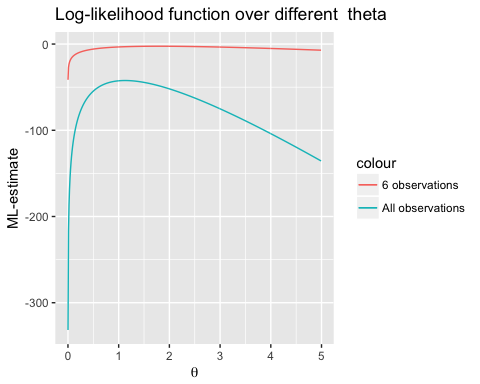 Log-likelihood function over different  theta
ML-estimate
0
-100
-200
-300
0 1 2 3 4 5
θ
colour
6 observations
All observations